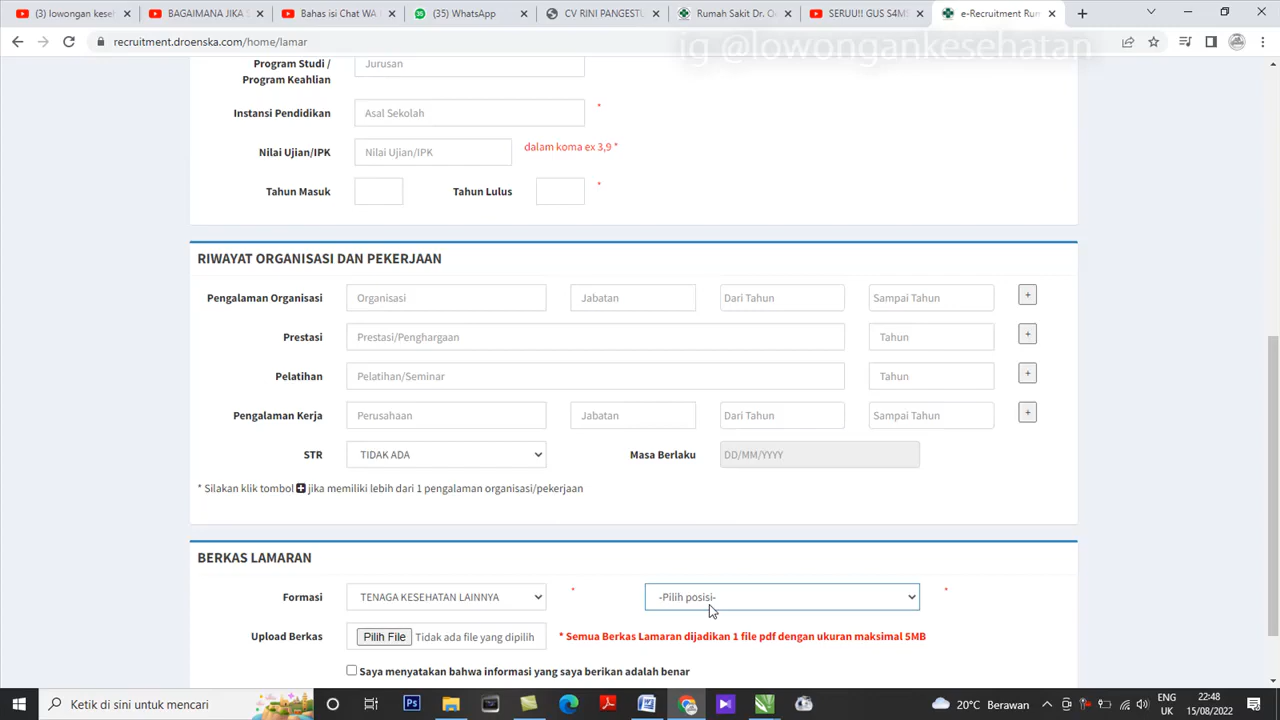 (3) lowongan keseh
BAGAIMANA JIKA S
Bahas isi Chat WA
(35) WhatsApp
CV RINI PANGESTU
Rumah Sakit Dr. O
SERUU!! GUS S4M5
e-Recruitment Rum
recruitment.droenska.com/home/lamar
ig @lowongankesehatan
Program Studi /
Program Keahlian
Jurusan
Instansi Pendidikan
Asal Sekolah
*
Nilai Ujian/IPK
Nilai Ujian/IPK
dalam koma ex 3,9 *
Tahun Masuk
Tahun Lulus
*
RIWAYAT ORGANISASI DAN PEKERJAAN
Pengalaman Organisasi
Organisasi
Jabatan
Dari Tahun
Sampai Tahun
+
Prestasi
Prestasi/Penghargaan
Tahun
+
Pelatihan
Pelatihan/Seminar
Tahun
+
Pengalaman Kerja
Perusahaan
Jabatan
Dari Tahun
Sampai Tahun
+
STR
TIDAK ADA
Masa Berlaku
DD/MM/YYYY
* Silakan klik tombol + jika memiliki lebih dari 1 pengalaman organisasi/pekerjaan
BERKAS LAMARAN
Formasi
TENAGA KESEHATAN LAINNYA
*
-Pilih posisi-
*
Upload Berkas
Pilih File
Tidak ada file yang dipilih
* Semua Berkas Lamaran dijadikan 1 file pdf dengan ukuran maksimal 5MB
Saya menyatakan bahwa informasi yang saya berikan adalah benar
Ketik di sini untuk mencari
20°C Berawan
ENG
UK
22:48
15/08/2022